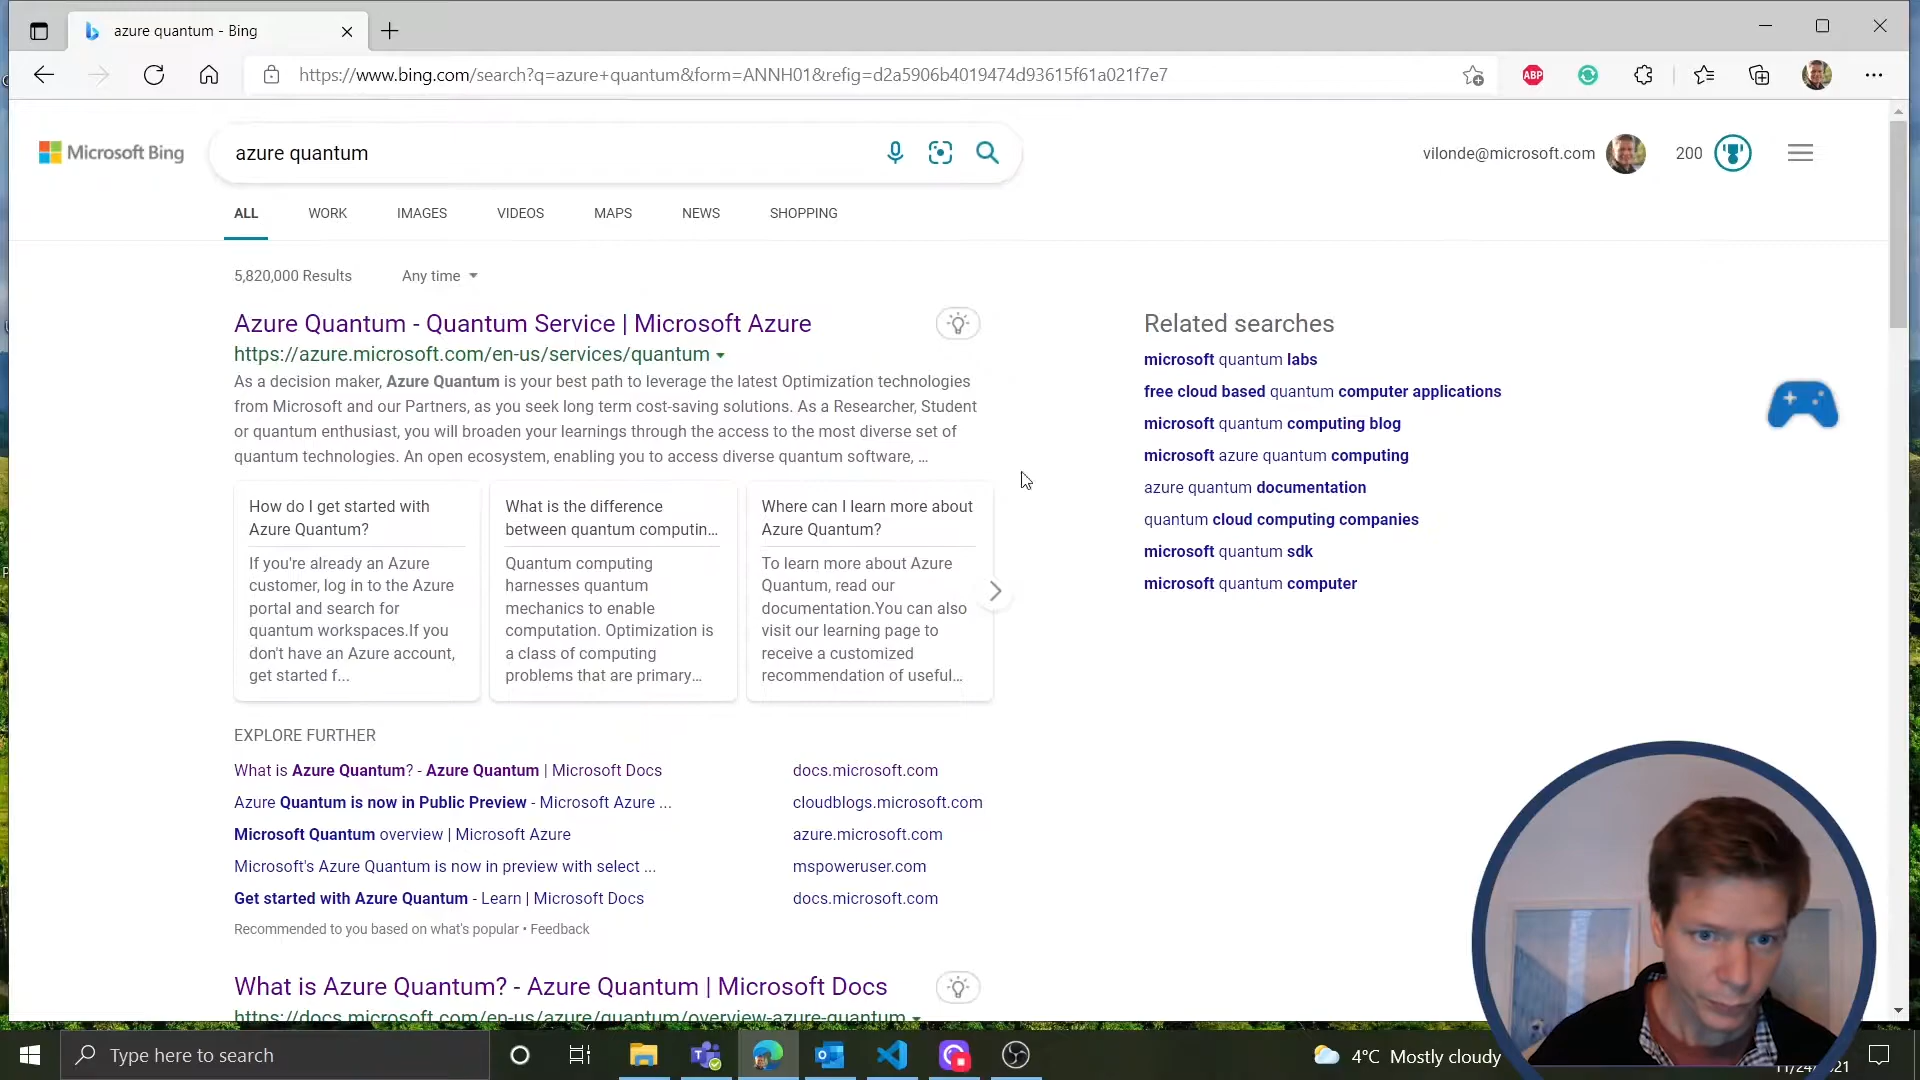 azure quantum - Bing
https://www.bing.com/search?q=azure+quantum&form=ANNH01&refig=d2a5906b4019474d93615f61a021f7e7
ABP
Microsoft Bing
azure quantum
vilonde@microsoft.com
200
ALL
WORK
IMAGES
VIDEOS
MAPS
NEWS
SHOPPING
5,820,000 Results
Any time
Azure Quantum - Quantum Service | Microsoft Azure
https://azure.microsoft.com/en-us/services/quantum
As a decision maker, Azure Quantum is your best path to leverage the latest Optimization technologies
from Microsoft and our Partners, as you seek long term cost-saving solutions. As a Researcher, Student
or quantum enthusiast, you will broaden your learnings through the access to the most diverse set of
quantum technologies. An open ecosystem, enabling you to access diverse quantum software, ...
How do I get started with
Azure Quantum?
If you're already an Azure
customer, log in to the Azure
portal and search for
quantum workspaces.If you
don't have an Azure account,
get started f...
What is the difference
between quantum computin...
Quantum computing
harnesses quantum
mechanics to enable
computation. Optimization is
a class of computing
problems that are primary...
Where can I learn more about
Azure Quantum?
To learn more about Azure
Quantum, read our
documentation.You can also
visit our learning page to
receive a customized
recommendation of useful...
EXPLORE FURTHER
What is Azure Quantum? - Azure Quantum | Microsoft Docs
docs.microsoft.com
Azure Quantum is now in Public Preview - Microsoft Azure ...
cloudblogs.microsoft.com
Microsoft Quantum overview | Microsoft Azure
azure.microsoft.com
Microsoft's Azure Quantum is now in preview with select ...
mspoweruser.com
Get started with Azure Quantum - Learn | Microsoft Docs
docs.microsoft.com
Recommended to you based on what's popular • Feedback
What is Azure Quantum? - Azure Quantum | Microsoft Docs
https://docs.microsoft.com/en-us/azure/quantum/overview-azure-quantum
Related searches
microsoft quantum labs
free cloud based quantum computer applications
microsoft quantum computing blog
microsoft azure quantum computing
azure quantum documentation
quantum cloud computing companies
microsoft quantum sdk
microsoft quantum computer
Type here to search
4°C Mostly cloudy